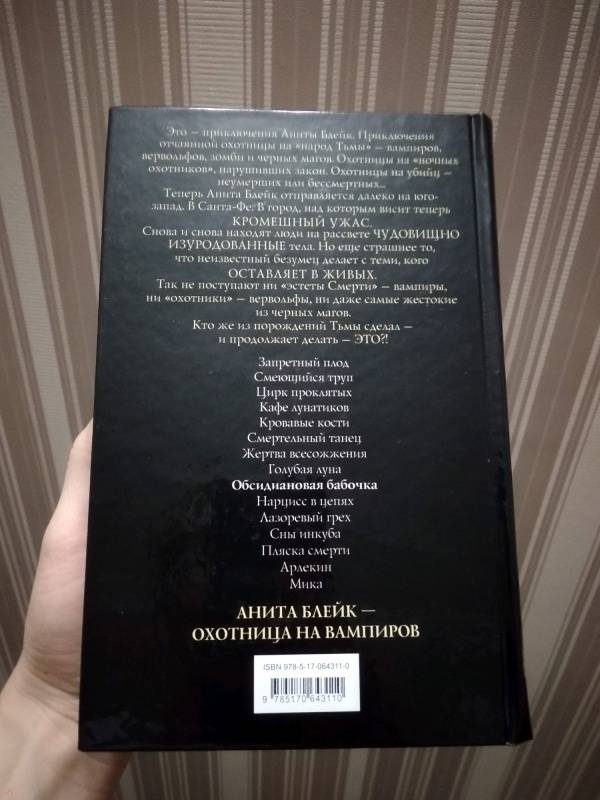 Это — приключения Аниты Блейк. Приключения
отчаянной охотницы на «народ Тьмы» — вампиров,
вервольфов, зомби и черных магов. Охотницы на «ночных
охотников», нарушивших закон. Охотницы на убийц —
неумерших или бессмертных...
Теперь Анита Блейк отправляется далеко на юго-
запад. В Санта-Фе. В город, над которым висит теперь
КРОМЕШНЫЙ УЖАС.
Снова и снова находят люди на рассвете ЧУДОВИЩНО
ИЗУРОДОВАННЫЕ тела. Но еще страшнее то,
что неизвестный безумец делает с теми, кого
ОСТАВЛЯЕТ В ЖИВЫХ.
Так не поступают ни «эстеты Смерти» — вампиры,
ни «охотники» — вервольфы, ни даже самые жестокие
из черных магов.
Кто же из порождений Тьмы сделал —
и продолжает делать — ЭТО?!
Запретный плод
Смеющийся труп
Цирк проклятых
Кафе лунатиков
Кровавые кости
Смертельный танец
Жертва всесожжения
Голубая луна
Обсидиановая бабочка
Нарцисс в цепях
Лазоревый грех
Сны инкуба
Пляска смерти
Арлекин
Мика
АНИТА БЛЕЙК —
ОХОТНИЦА НА ВАМПИРОВ
ISBN 978-5-17-064311-0
9 785170 643110